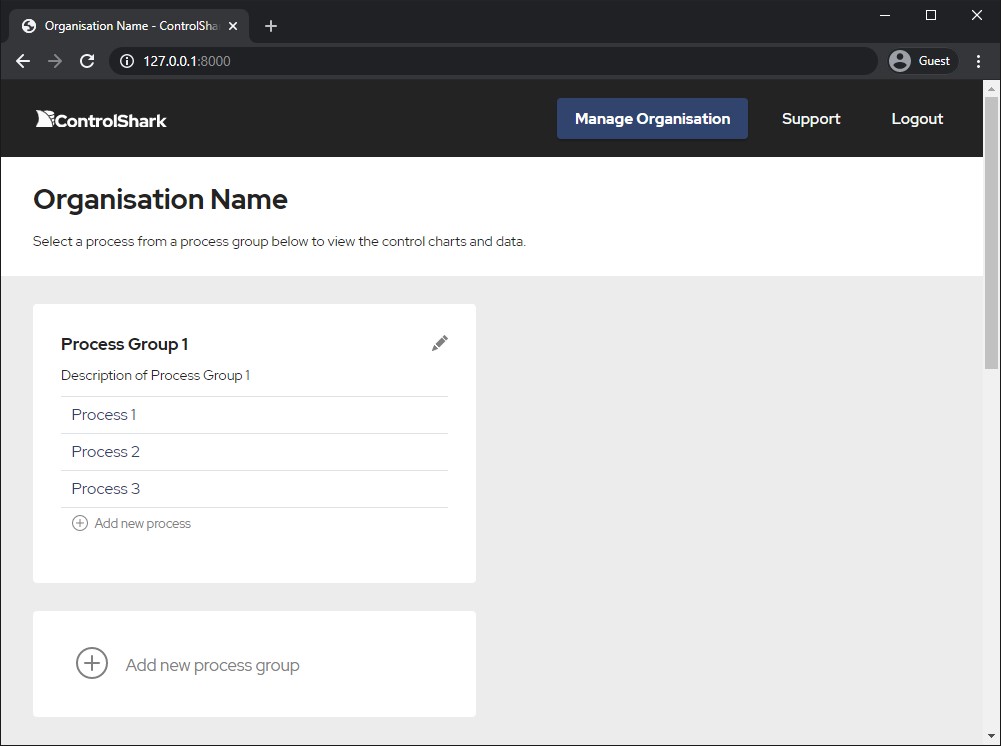 Organisation Name - ControlSha
127.0.0.1:8000
Guest
ControlShark
Manage Organisation
Support
Logout
Organisation Name
Select a process from a process group below to view the control charts and data.
Process Group 1
Description of Process Group 1
Process 1
Process 2
Process 3
Add new process
Add new process group